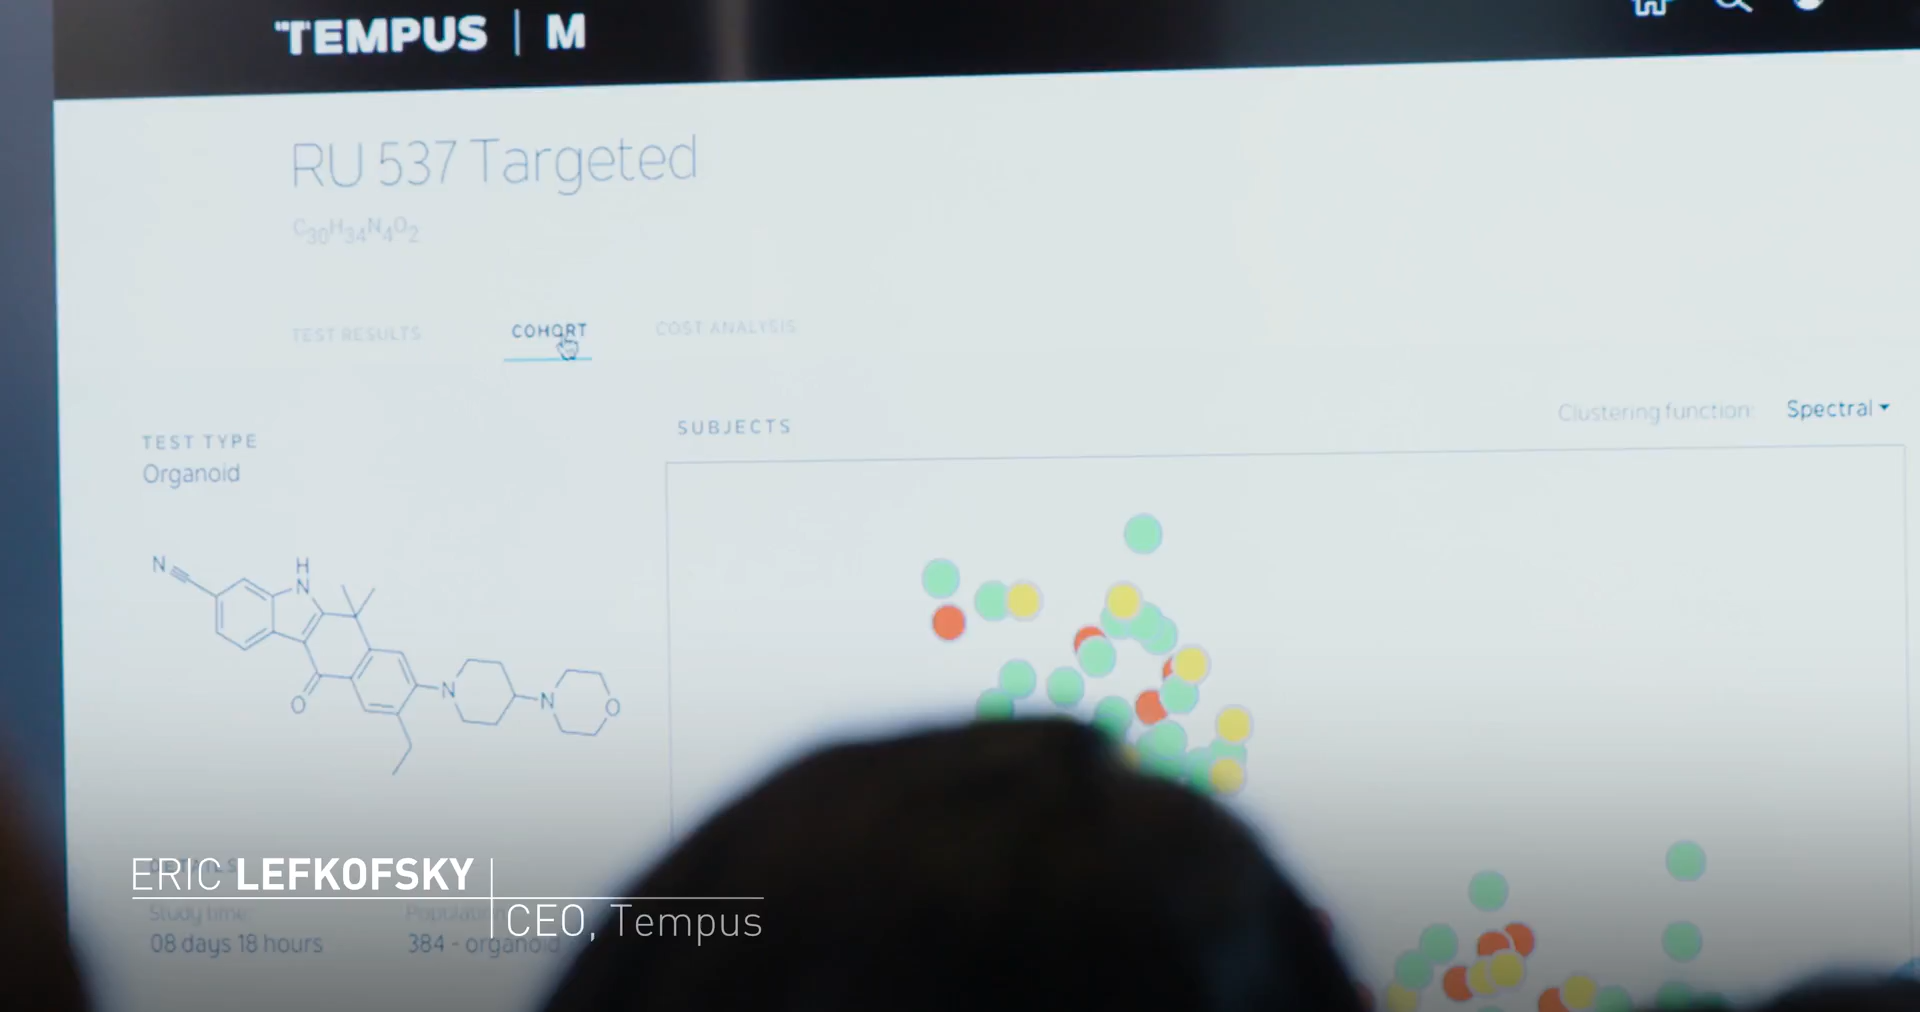 TEMPUS | M
RU 537 Targeted
C30H34N4O2
TEST RESULTS
COHORT
COST ANALYSIS
Clustering function: Spectral
SUBJECTS
TEST TYPE
Organoid
N
H
N
O
N
N
O
ERIC LEFKOFSKY
CEO, Tempus
Study time:
08 days 18 hours
Population
384 - organoid